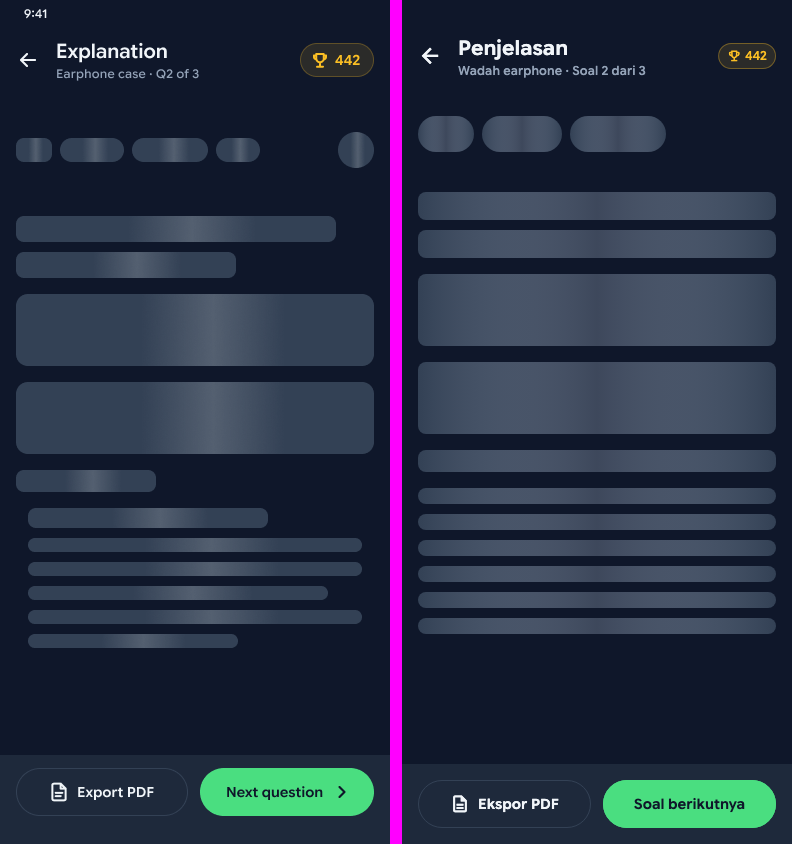 9:41
Explanation
Earphone case · Q2 of 3
442
Export PDF
Next question
Penjelasan
Wadah earphone · Soal 2 dari 3
442
Ekspor PDF
Soal berikutnya